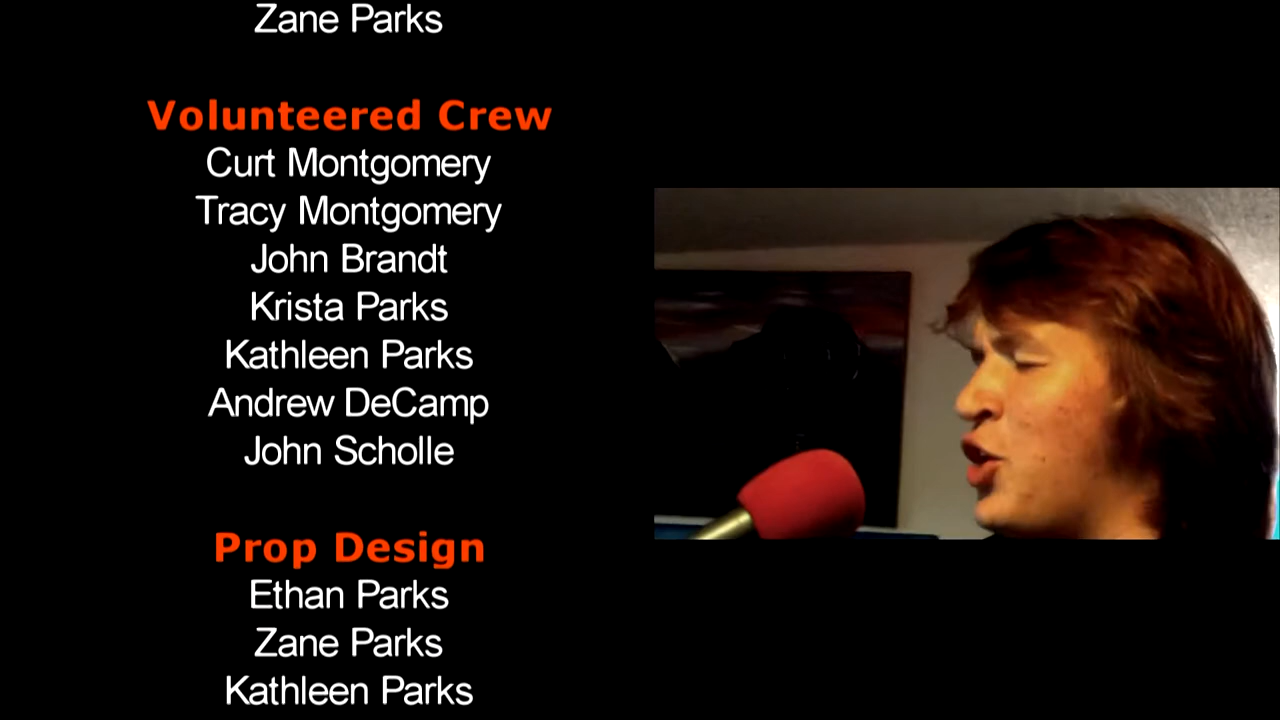 Zane Parks
Volunteered Crew
Curt Montgomery
Tracy Montgomery
John Brandt
Krista Parks
Kathleen Parks
Andrew DeCamp
John Scholle
Prop Design
Ethan Parks
Zane Parks
Kathleen Parks